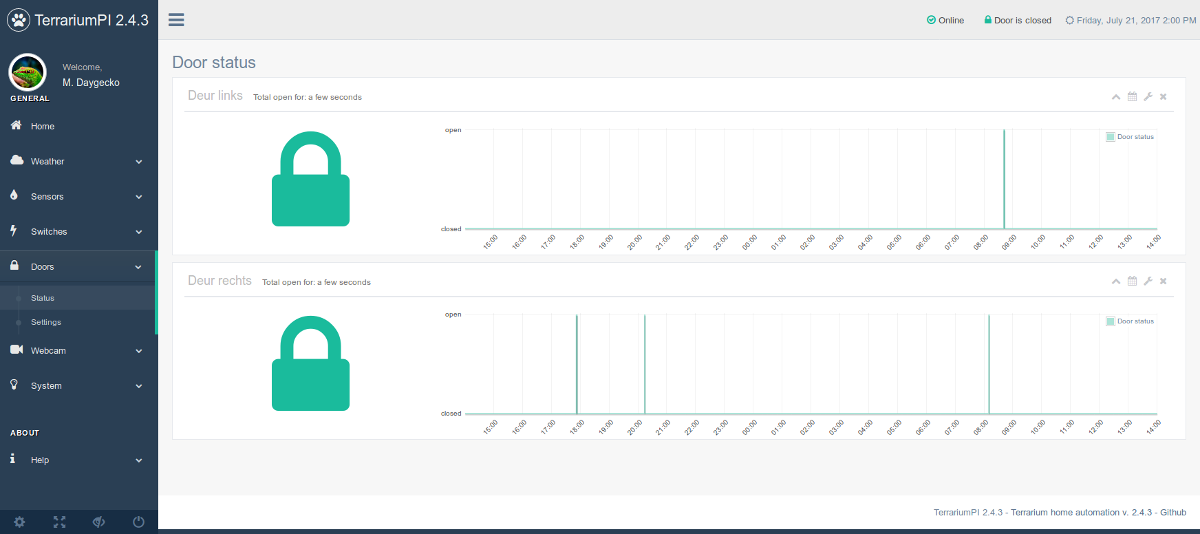 TerrariumPI 2.4.3
Online Door is closed Friday, July 21, 2017 2:00 PM
Welcome,
M. Daygecko
GENERAL
Home
Weather
Sensors
Switches
Doors
Status
Settings
Webcam
System
ABOUT
Help
Door status
Deur links Total open for: a few seconds
open
Door status
closed
15:00 16:00 17:00 18:00 19:00 20:00 21:00 22:00 23:00 00:00 01:00 02:00 03:00 04:00 05:00 06:00 07:00 08:00 09:00 10:00 11:00 12:00 13:00 14:00
Deur rechts Total open for: a few seconds
open
Door status
closed
15:00 16:00 17:00 18:00 19:00 20:00 21:00 22:00 23:00 00:00 01:00 02:00 03:00 04:00 05:00 06:00 07:00 08:00 09:00 10:00 11:00 12:00 13:00 14:00
TerrariumPI 2.4.3 - Terrarium home automation v. 2.4.3 - Github